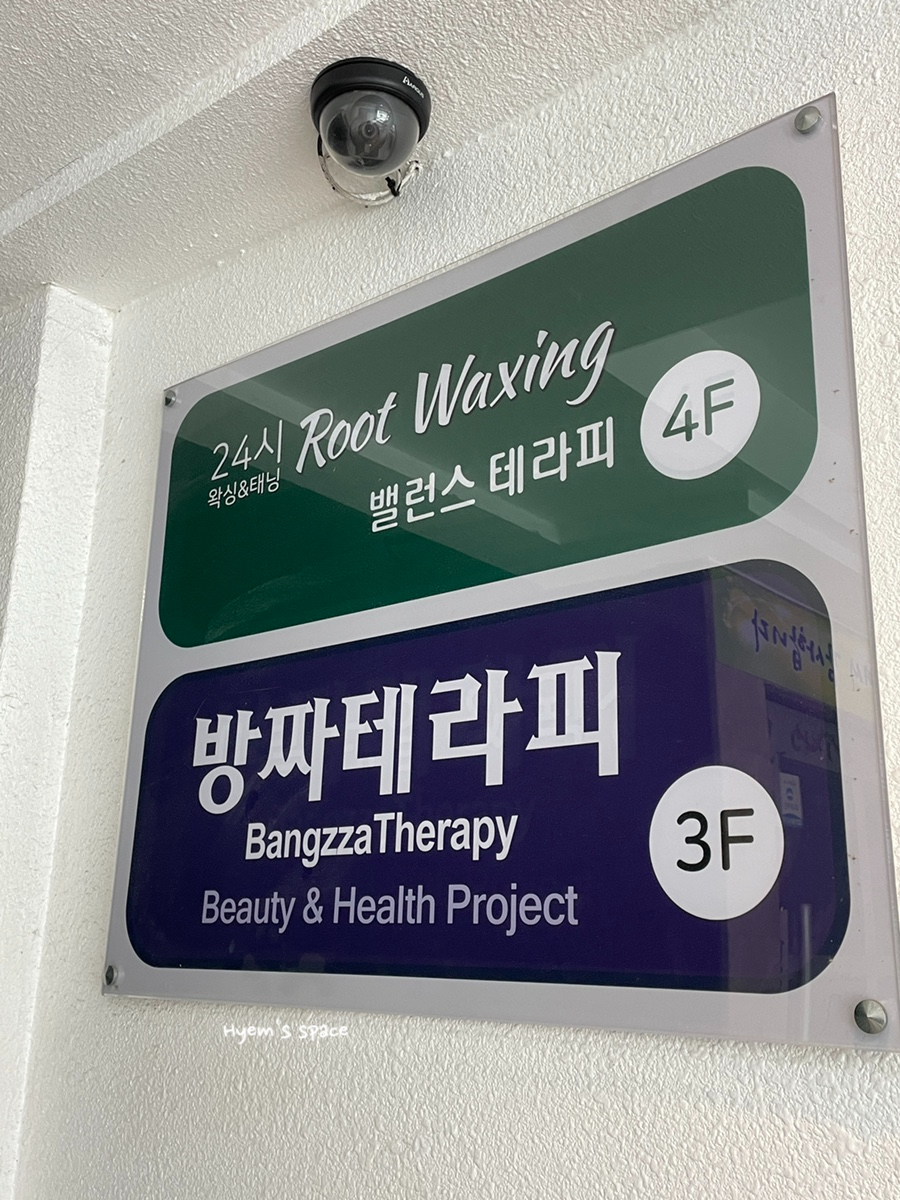 24시 Root Waxing
왁싱&태닝
밸런스 테라피
4F
방짜테라피
BangzzaTherapy
Beauty & Health Project
3F
Hyem's space